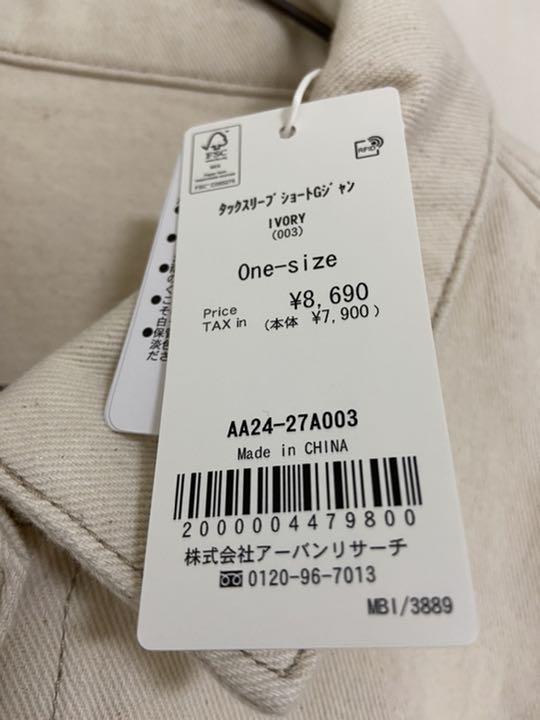 FSC
MIX
RFID
タックスリーブ ショートGジャン
IVORY
(003)
One-size
Price
TAX in
¥8,690
(本体 ¥7,900)
AA24-27A003
Made in CHINA
2000004479800
株式会社アーバンリサーチ
0120-96-7013
MBI/3889